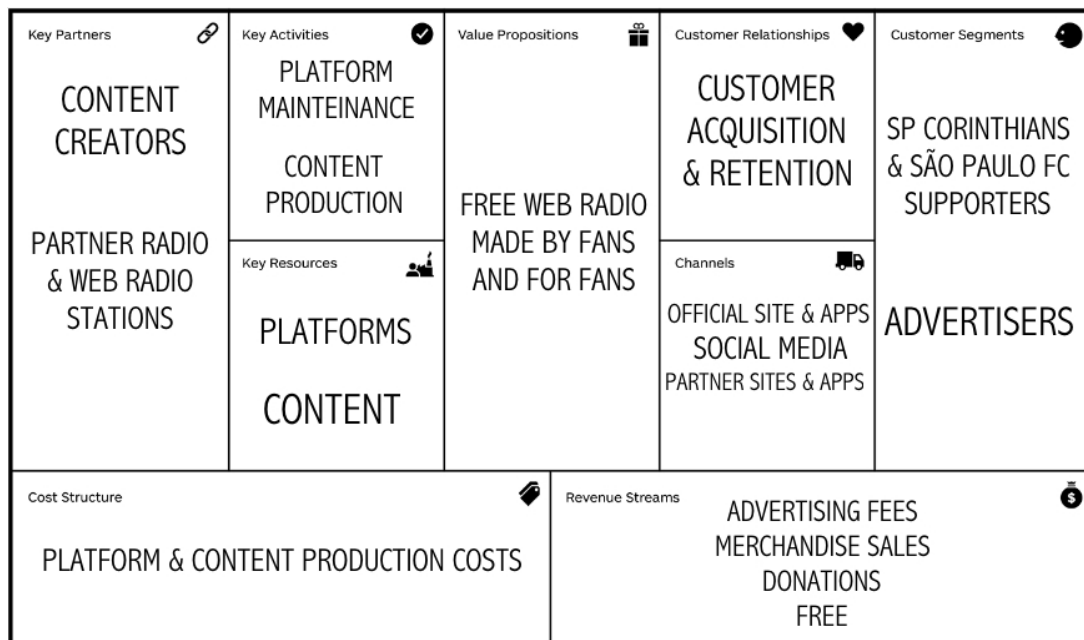 Key Partners
CONTENT
CREATORS
PARTNER RADIO
& WEB RADIO
STATIONS
Key Activities
PLATFORM
MAINTEINANCE
CONTENT
PRODUCTION
Key Resources
PLATFORMS
CONTENT
Value Propositions
FREE WEB RADIO
MADE BY FANS
AND FOR FANS
Customer Relationships
CUSTOMER
ACQUISITION
& RETENTION
Channels
OFFICIAL SITE & APPS
SOCIAL MEDIA
PARTNER SITES & APPS
Customer Segments
SP CORINTHIANS
& SÃO PAULO FC
SUPPORTERS
ADVERTISERS
Cost Structure
PLATFORM & CONTENT PRODUCTION COSTS
Revenue Streams
$
ADVERTISING FEES
MERCHANDISE SALES
DONATIONS
FREE